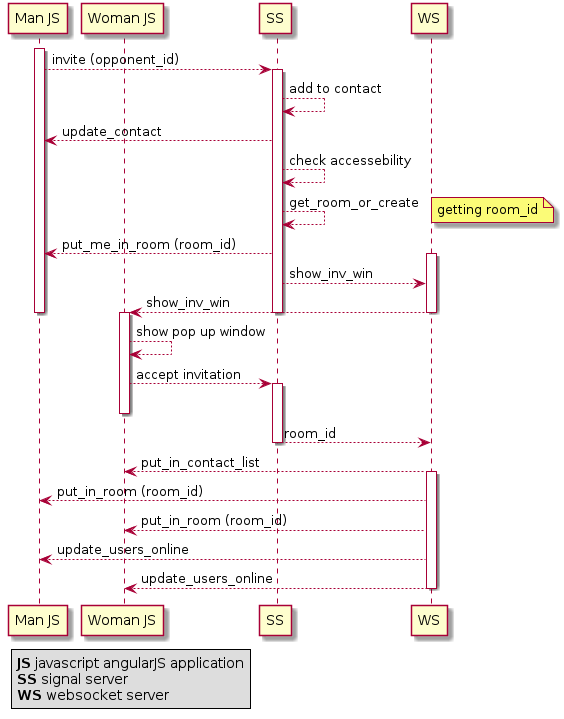 Man JS Woman JS SS WS
invite (opponent_id)
add to contact
update_contact
check accessebility
get_room_or_create
getting room_id
put_me_in_room (room_id)
show_inv_win
show_inv_win
show pop up window
accept invitation
room_id
put_in_contact_list
put_in_room (room_id)
put_in_room (room_id)
update_users_online
update_users_online
Man JS Woman JS SS WS
JS javascript angularJS application
SS signal server
WS websocket server